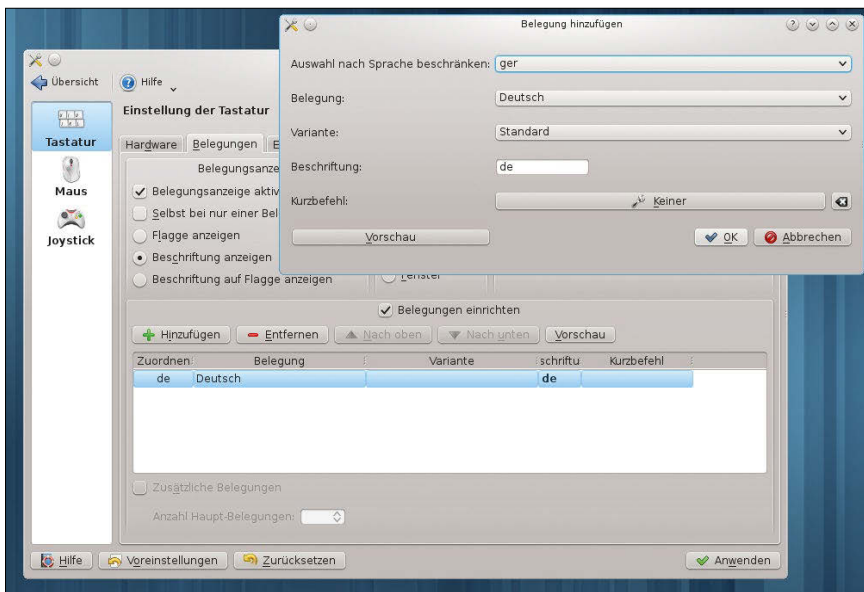 Belegung hinzufügen
Auswahl nach Sprache beschränken: ger
Belegung: Deutsch
Variante: Standard
Beschriftung: de
Kurzbefehl: Keiner
Vorschau OK Abbrechen
Übersicht Hilfe
Einstellung der Tastatur
Tastatur
Maus
Joystick
Hardware Belegungen E
Belegungsanze
Belegungsanzeige aktiv
Selbst bei nur einer Bel
Flagge anzeigen
Beschriftung anzeigen
Beschriftung auf Flagge anzeigen
Fenster
Belegungen einrichten
Hinzufügen Entfernen Nach oben Nach unten Vorschau
Zuordnen: Belegung Variante schriftu Kurzbefehl
de Deutsch de
Zusätzliche Belegungen
Anzahl Haupt-Belegungen:
Hilfe Voreinstellungen Zurücksetzen Anwenden